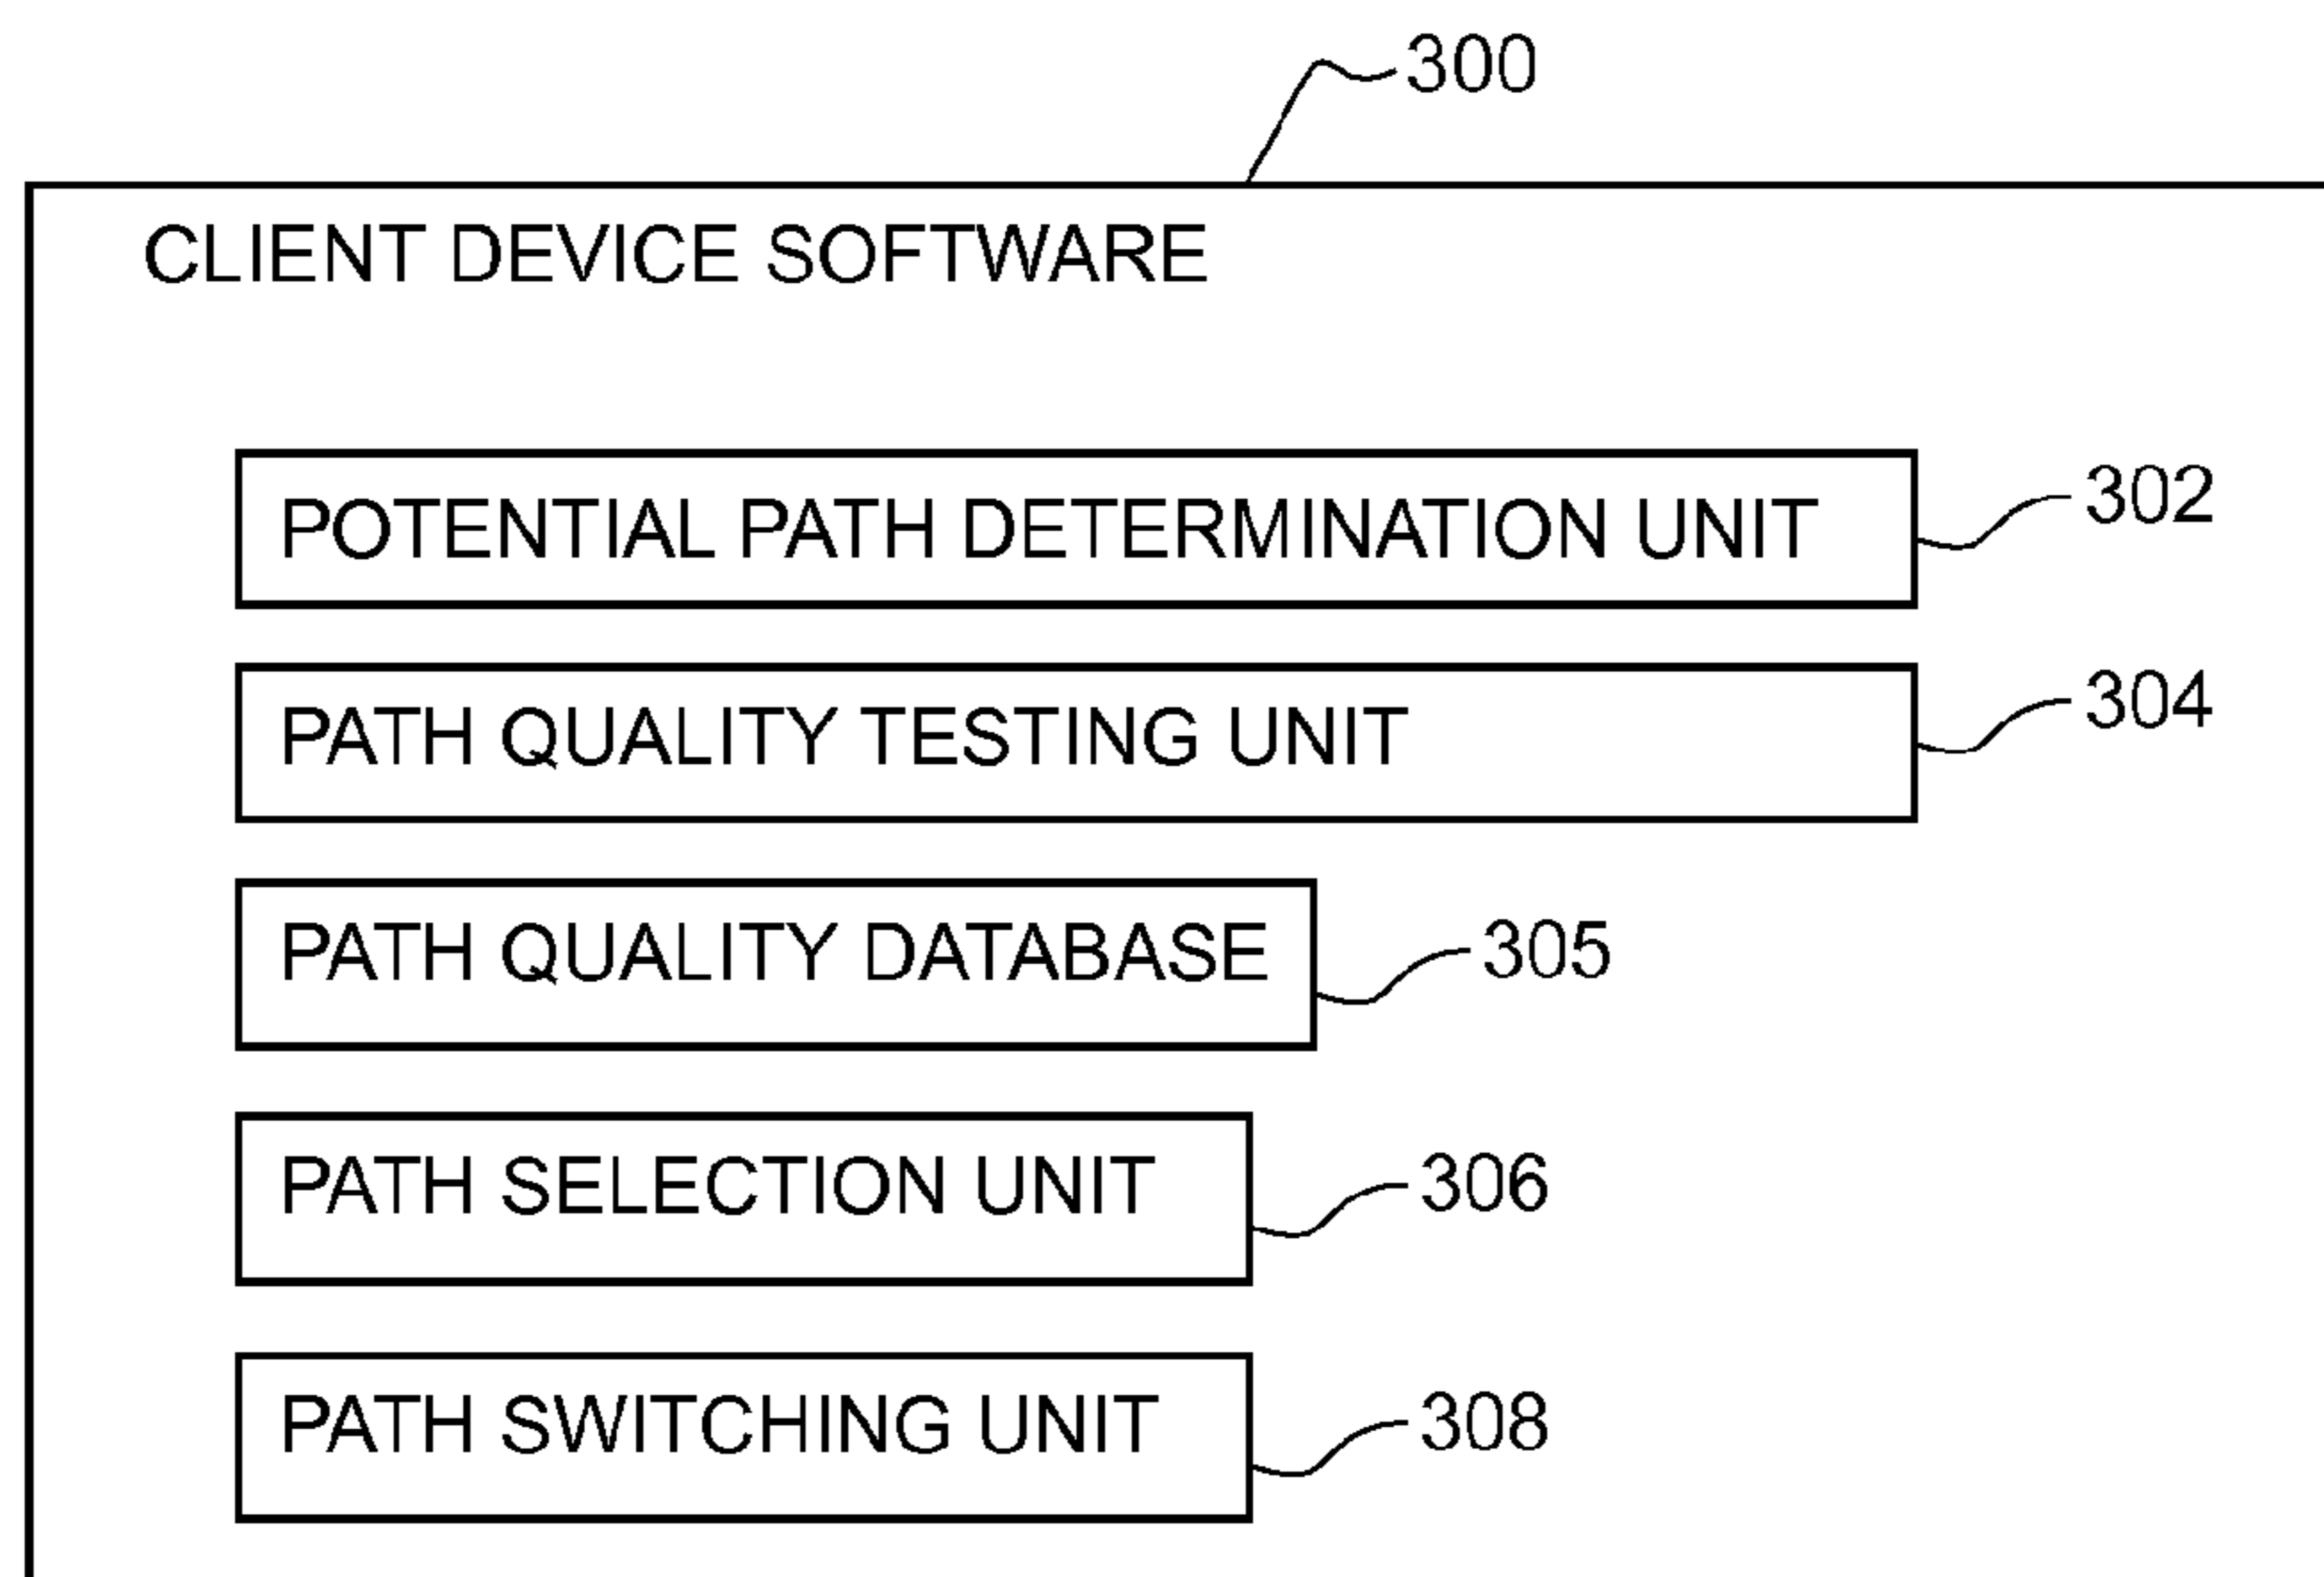 300
CLIENT DEVICE SOFTWARE
POTENTIAL PATH DETERMINATION UNIT 302
PATH QUALITY TESTING UNIT 304
PATH QUALITY DATABASE 305
PATH SELECTION UNIT 306
PATH SWITCHING UNIT 308